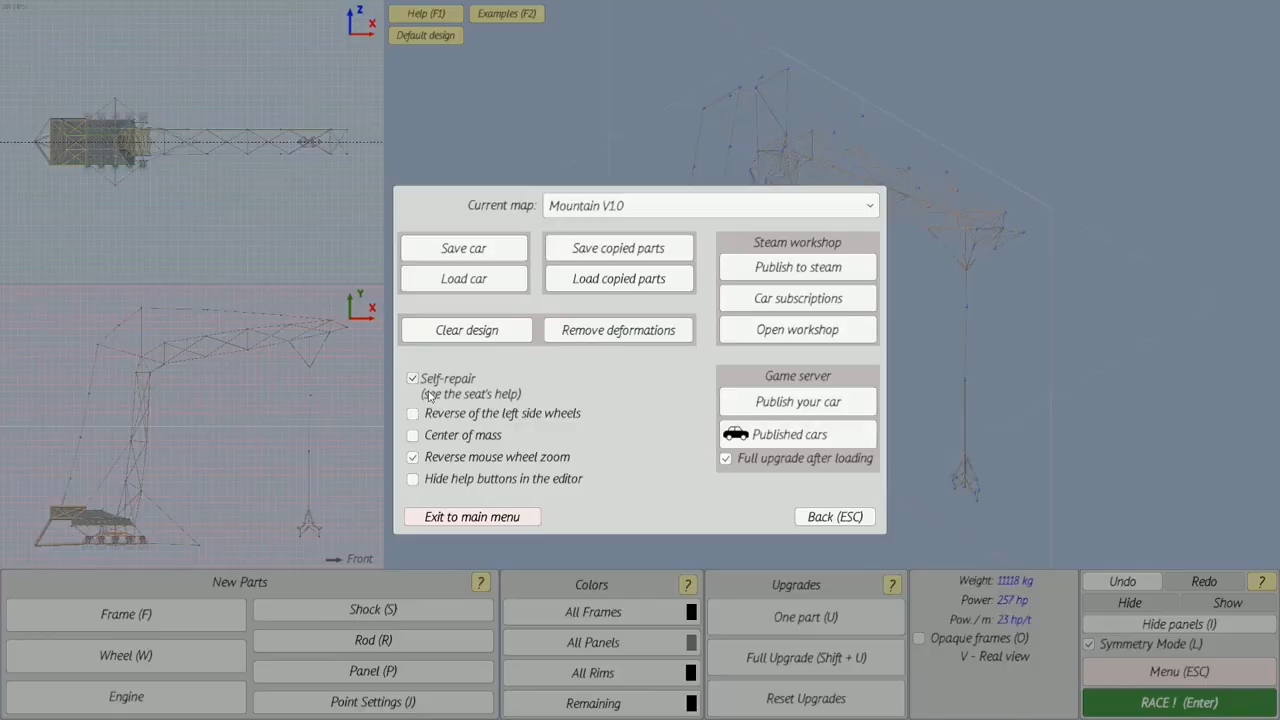 Z
X
Help (F1)
Examples (F2)
Default design
Current map:
Mountain V1.0
Save car
Save copied parts
Load car
Load copied parts
Clear design
Remove deformations
Steam workshop
Publish to steam
Car subscriptions
Open workshop
Self-repair
(see the seat's help)
Reverse of the left side wheels
Center of mass
Reverse mouse wheel zoom
Hide help buttons in the editor
Game server
Publish your car
Published cars
Full upgrade after loading
Exit to main menu
Back (ESC)
Y
X
Front
New Parts
?
Frame (F)
Shock (S)
Wheel (W)
Rod (R)
Engine
Panel (P)
Point Settings (J)
Colors
?
All Frames
All Panels
All Rims
Remaining
Upgrades
?
One part (U)
Full Upgrade (Shift + U)
Reset Upgrades
Weight: 11118 kg
Power: 257 hp
Pow. / m: 23 hp/t
Opaque frames (O)
V - Real view
Undo
Redo
?
Hide
Show
Hide panels (I)
Symmetry Mode (L)
Menu (ESC)
RACE ! (Enter)